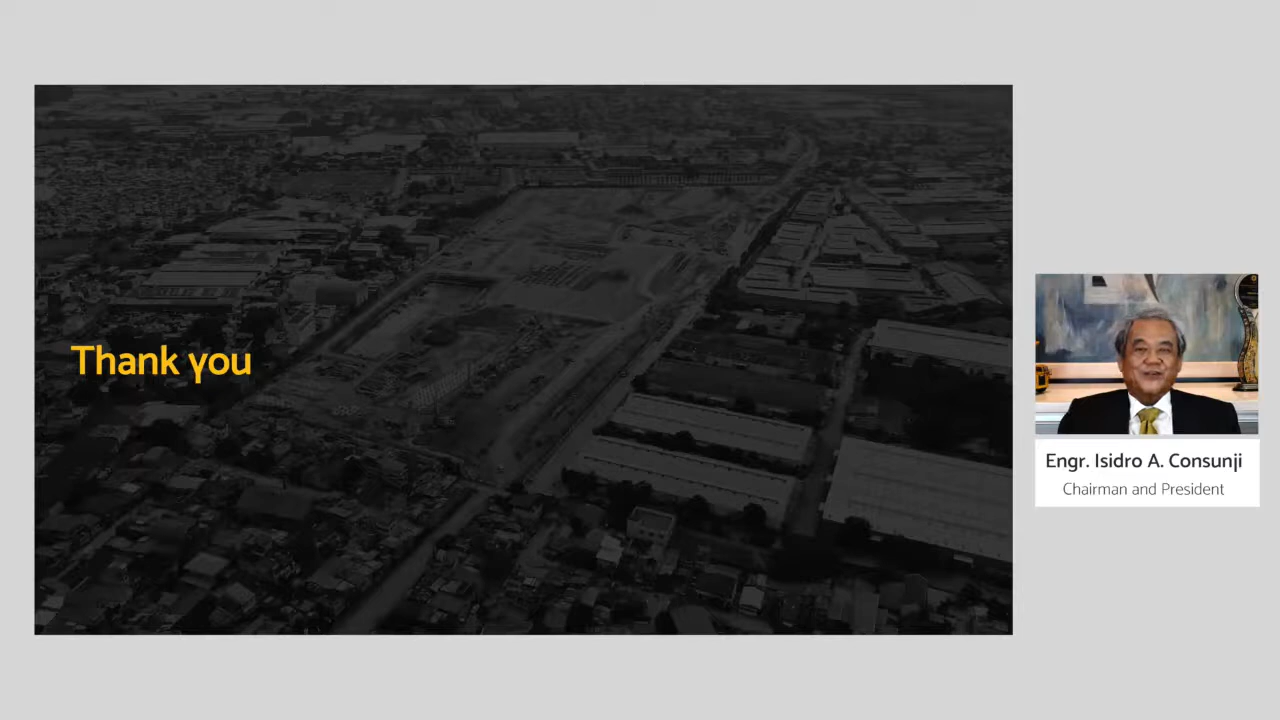 Thank you
Engr. Isidro A. Consunji
Chairman and President